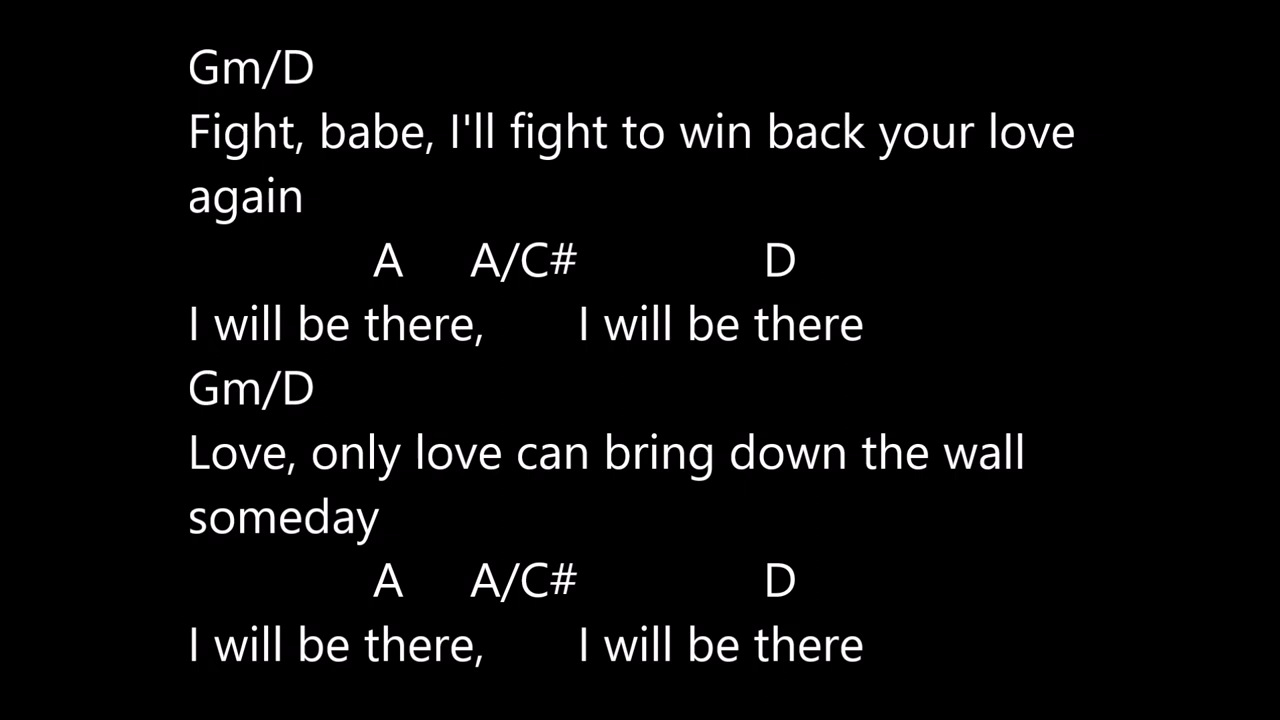 Gm/D
Fight, babe, I'll fight to win back your love
again
A A/C# D
I will be there, I will be there
Gm/D
Love, only love can bring down the wall
someday
A A/C# D
I will be there, I will be there